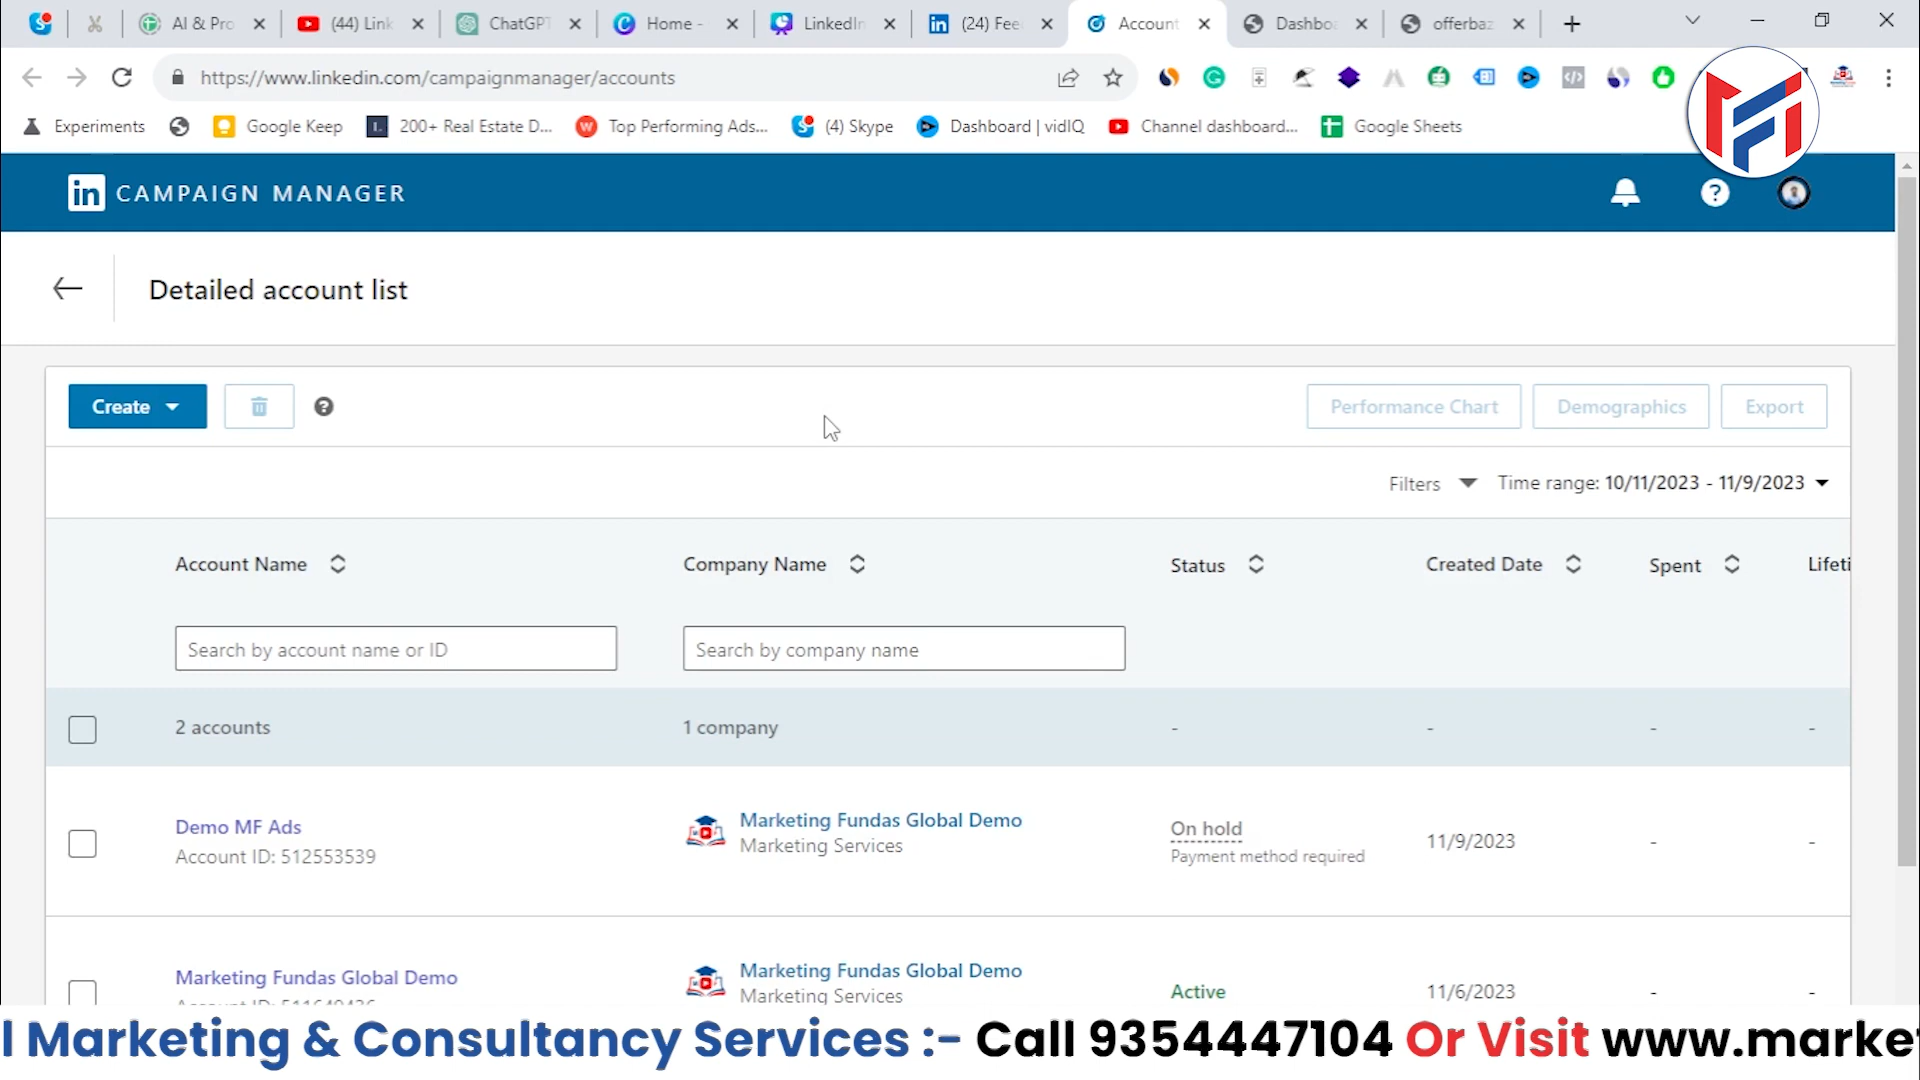 AI & Pro
(44) Link
ChatGPT
Home -
LinkedIn
(24) Fee
Account
Dashboa
offerbaz
https://www.linkedin.com/campaignmanager/accounts
Experiments
Google Keep
200+ Real Estate D...
Top Performing Ads...
(4) Skype
Dashboard | vidIQ
Channel dashboard...
Google Sheets
in CAMPAIGN MANAGER
Detailed account list
Create
Performance Chart
Demographics
Export
Filters
Time range: 10/11/2023 - 11/9/2023
Account Name
Company Name
Status
Created Date
Spent
Lifeti
Search by account name or ID
Search by company name
2 accounts
1 company
-
-
-
-
Demo MF Ads
Account ID: 512553539
Marketing Fundas Global Demo
Marketing Services
On hold
Payment method required
11/9/2023
-
-
Marketing Fundas Global Demo
Marketing Fundas Global Demo
Marketing Services
Active
11/6/2023
-
-
l Marketing & Consultancy Services :- Call 9354447104 Or Visit www.marke